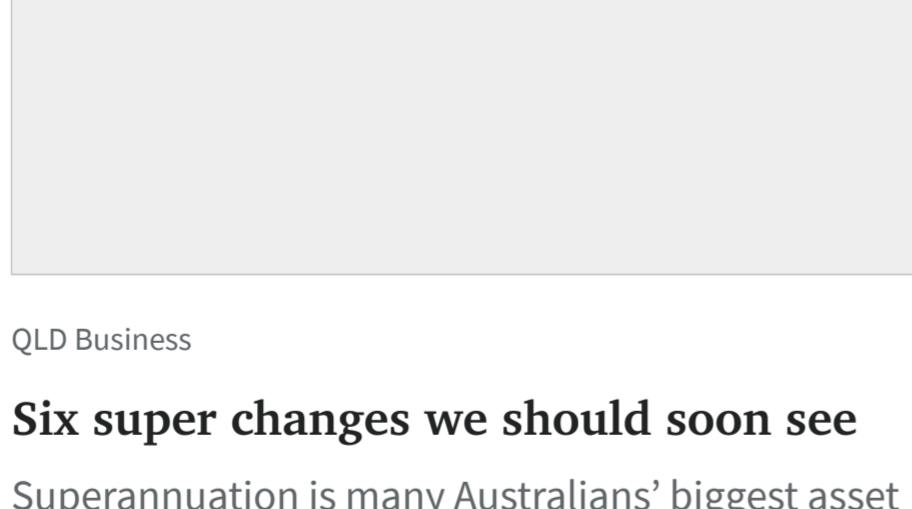 QLD Business
Six super changes we should soon see
Superannuation is many Australians’ biggest asset